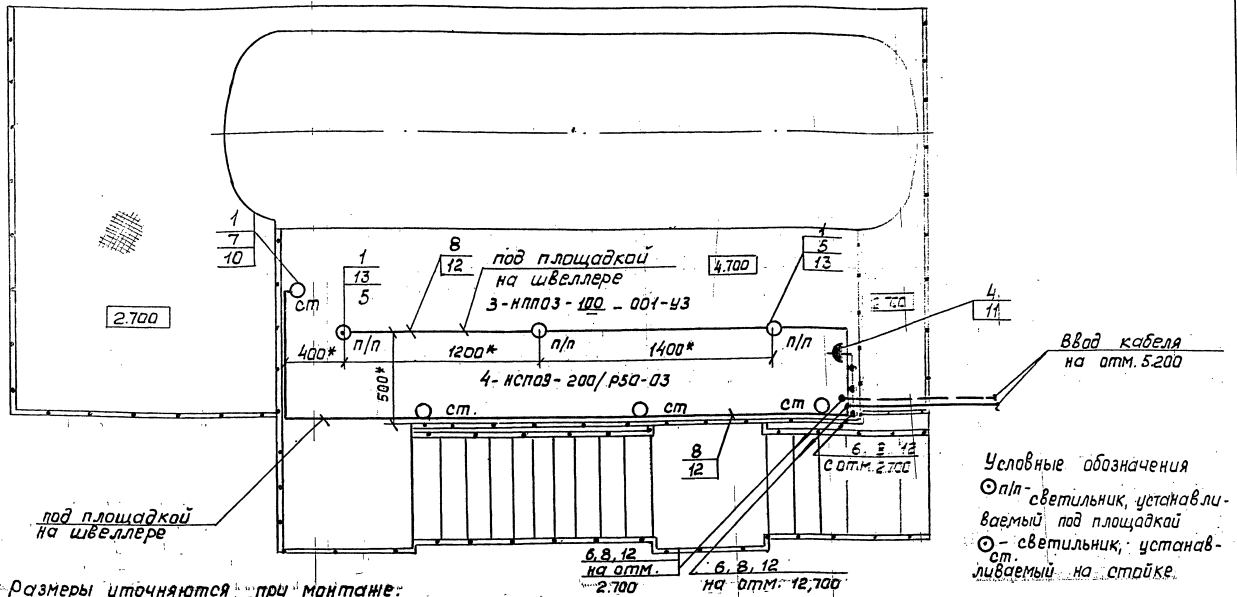 1
7
10
ст
1
13
5
8
12
под площадкой
на швеллере
3-НПП03-100-001-У3
4.700
1
5
13
2.700
2.700
4
11
Ввод кабеля
на отм. 5.200
п/п
п/п
п/п
400*
1200*
1400*
500*
4-НСП09-200/Р50-03
ст.
ст
ст
8
12
6, 8, 12
с отм. 2.700
под площадкой
на швеллере
6, 8, 12
на отм.
2.700
6, 8, 12
на отм. 12,700
Условные обозначения
п/п- светильник, устанавли-
ваемый под площадкой
- светильник, устанав-
ст.
ливаемый на стойке
Размеры уточняются при монтаже.